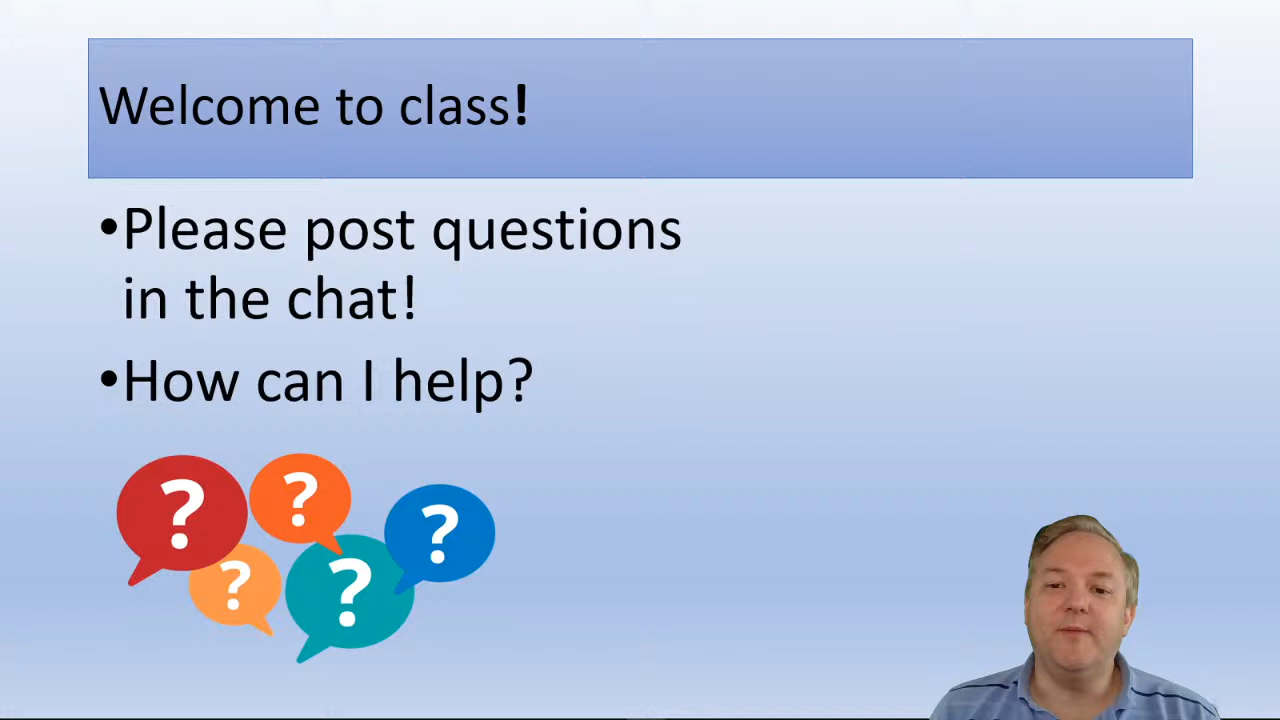 Welcome to class!
•Please post questions
in the chat!
•How can I help?
? ? ?
? ?